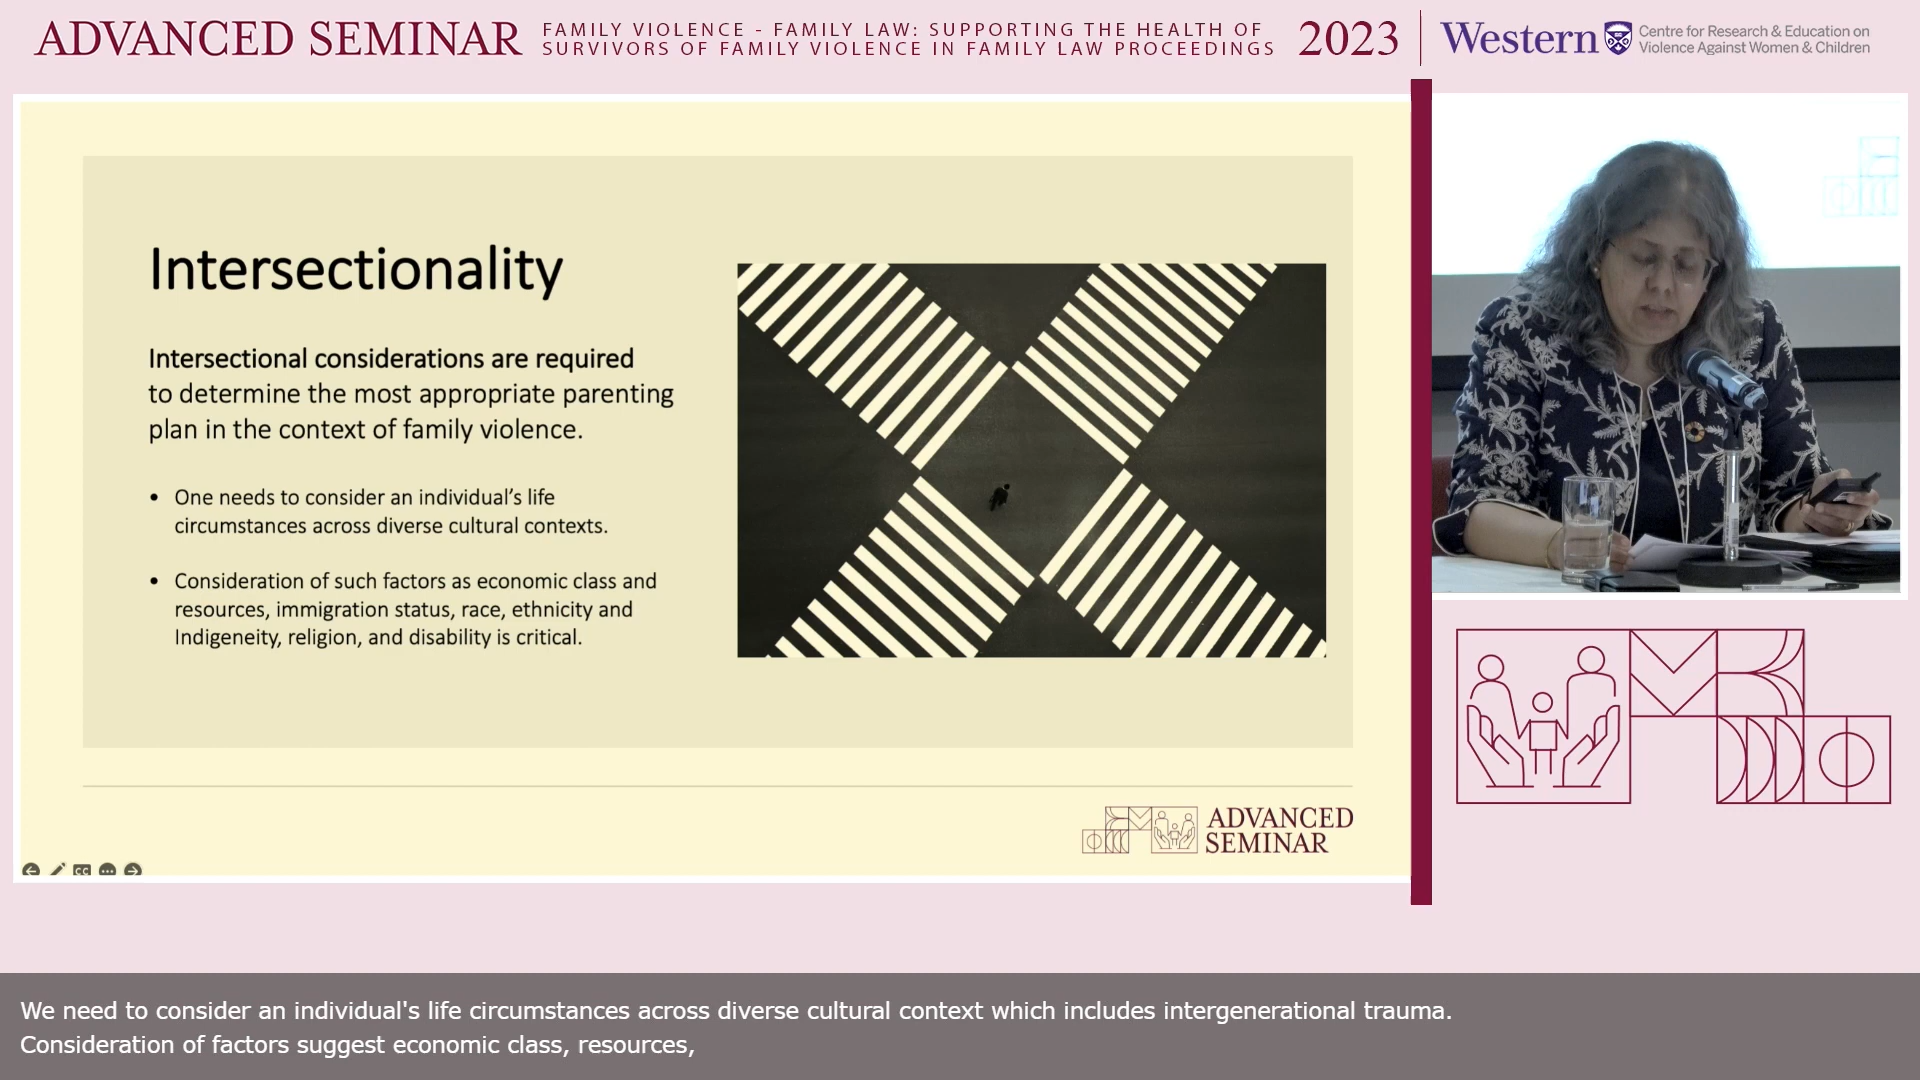 ADVANCED SEMINAR
FAMILY VIOLENCE - FAMILY LAW: SUPPORTING THE HEALTH OF
SURVIVORS OF FAMILY VIOLENCE IN FAMILY LAW PROCEEDINGS
2023
Western
Centre for Research & Education on
Violence Against Women & Children
Intersectionality
Intersectional considerations are required
to determine the most appropriate parenting
plan in the context of family violence.
• One needs to consider an individual’s life
circumstances across diverse cultural contexts.
• Consideration of such factors as economic class and
resources, immigration status, race, ethnicity and
Indigeneity, religion, and disability is critical.
ADVANCED
SEMINAR
CC
We need to consider an individual's life circumstances across diverse cultural context which includes intergenerational trauma.
Consideration of factors suggest economic class, resources,